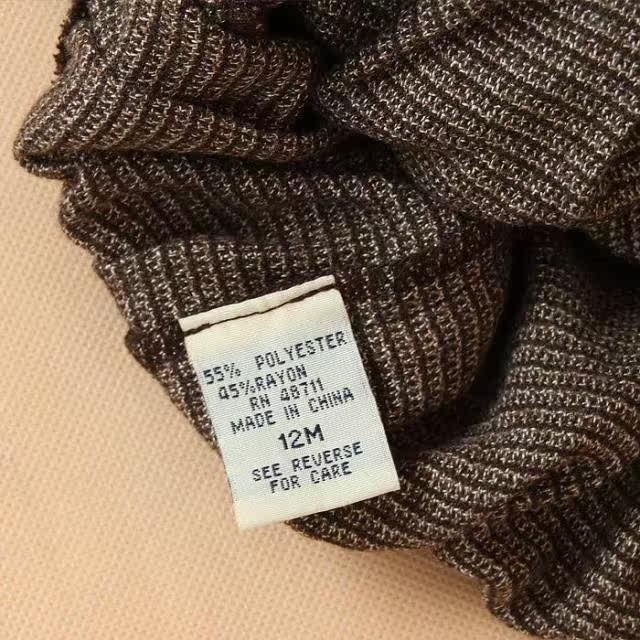 55% POLYESTER
45%RAYON
RN 48711
MADE IN CHINA
12M
SEE REVERSE
FOR CARE